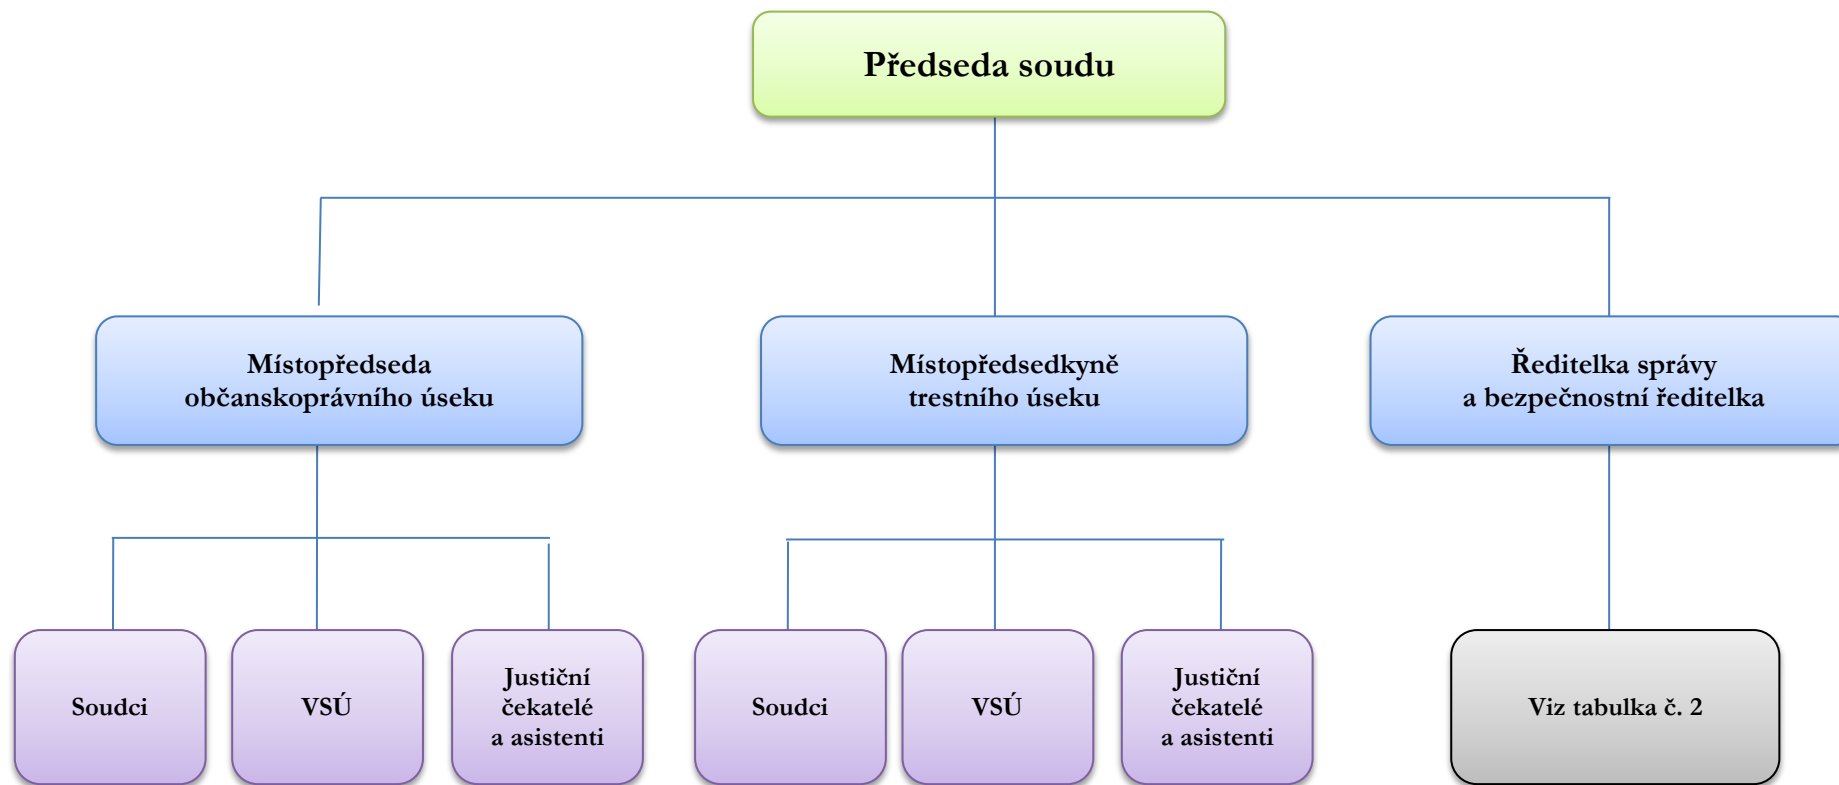 Předseda soudu
Místopředseda
občanskoprávního úseku
Místopředsedkyně
trestního úseku
Ředitelka správy
a bezpečnostní ředitelka
Soudci
VSÚ
Justiční
čekatelé
a asistenti
Soudci
VSÚ
Justiční
čekatelé
a asistenti
Viz tabulka č. 2